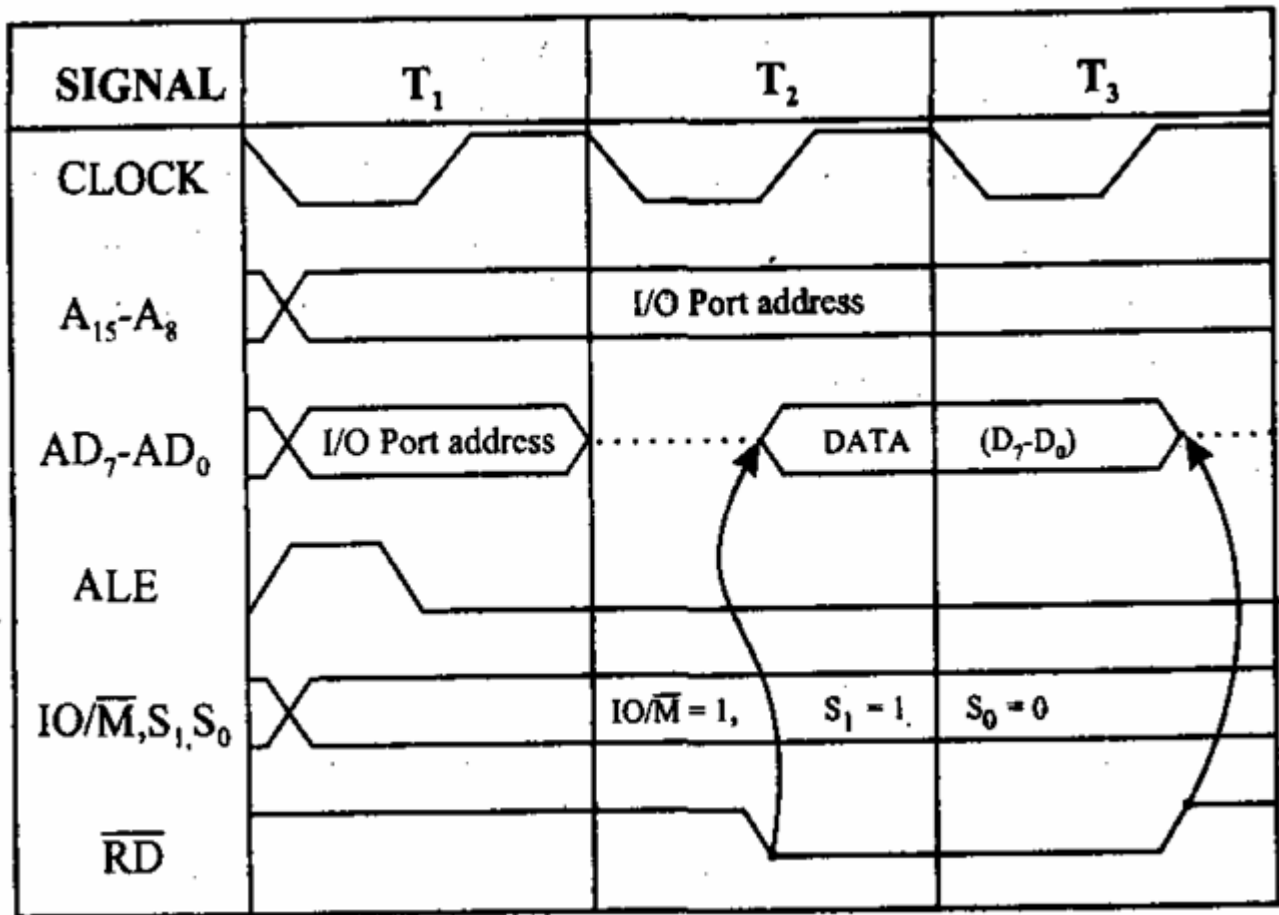 SIGNAL T₁ T₂ T₃
CLOCK
A₁₅-A₈ I/O Port address
AD₇-AD₀ I/O Port address DATA (D₇-D₀)
ALE
IO/M̅,S₁,S₀ IO/M̅ = 1, S₁ = 1 S₀ = 0
R̅D̅